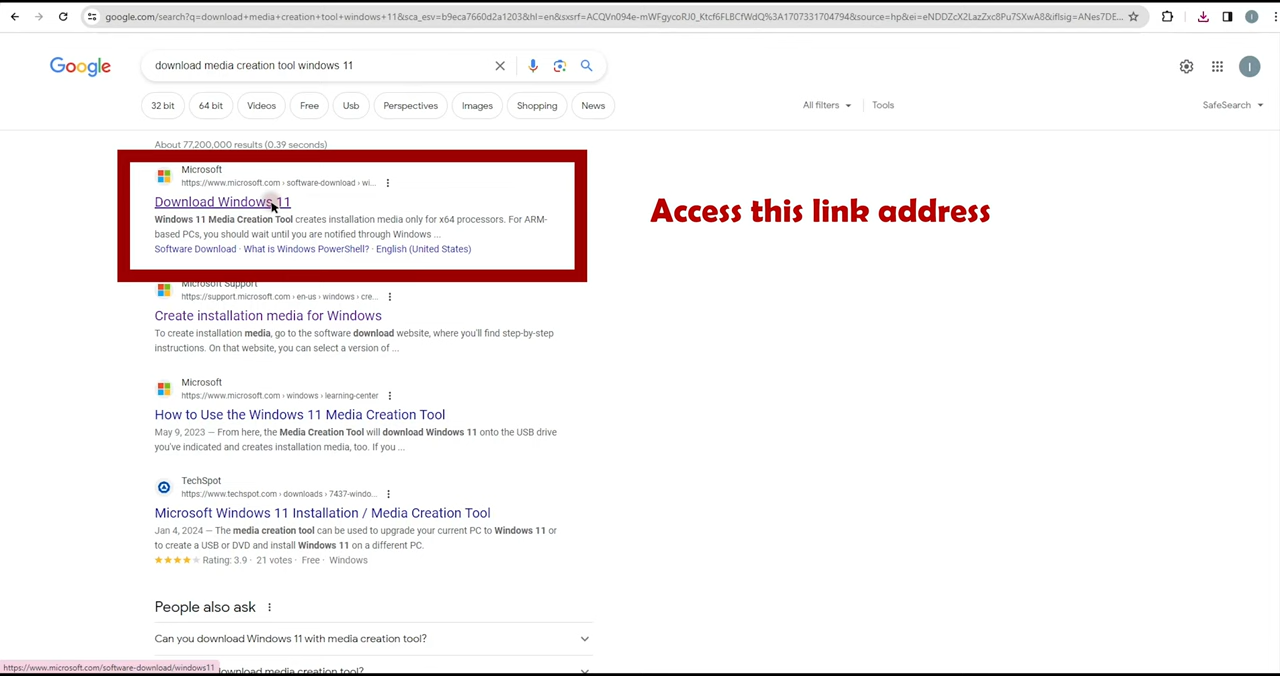 google.com/search?q=download+media+creation+tool+windows+11&sca_esv=b9eca7660d2a1203&hl=en&sxsrf=ACQVn094e-mWFgycoRJ0_Ktcf6FLBCfWdQ%3A1707331704794&source=hp&ei=eNDDZcX2LazZxc8Pu7SXwA8&iflsig=ANes7DE...
I
Google
download media creation tool windows 11
I
32 bit
64 bit
Videos
Free
Usb
Perspectives
Images
Shopping
News
All filters
Tools
SafeSearch
About 77,200,000 results (0.39 seconds)
Microsoft
https://www.microsoft.com › software-download › wi...
Download Windows 11
Windows 11 Media Creation Tool creates installation media only for x64 processors. For ARM-
based PCs, you should wait until you are notified through Windows ...
Software Download · What is Windows PowerShell? · English (United States)
Access this link address
Microsoft Support
https://support.microsoft.com › en-us › windows › cre...
Create installation media for Windows
To create installation media, go to the software download website, where you'll find step-by-step
instructions. On that website, you can select a version of ...
Microsoft
https://www.microsoft.com › windows › learning-center
How to Use the Windows 11 Media Creation Tool
May 9, 2023 — From here, the Media Creation Tool will download Windows 11 onto the USB drive
you've indicated and creates installation media, too. If you ...
TechSpot
https://www.techspot.com › downloads › 7437-windo...
Microsoft Windows 11 Installation / Media Creation Tool
Jan 4, 2024 — The media creation tool can be used to upgrade your current PC to Windows 11 or
to create a USB or DVD and install Windows 11 on a different PC.
Rating: 3.9 · 21 votes · Free · Windows
People also ask
Can you download Windows 11 with media creation tool?
download media creation tool?
https://www.microsoft.com/software-download/windows11